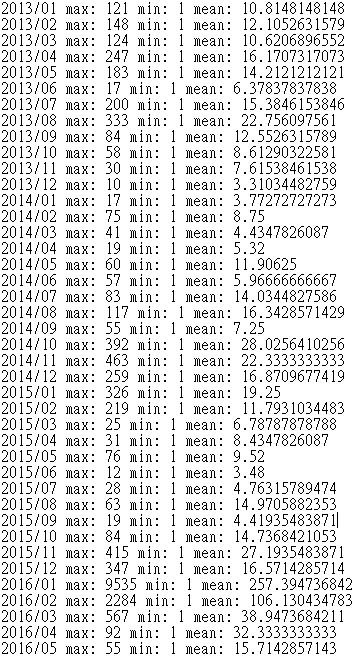 2013/01 max: 121 min: 1 mean: 10.8148148148
2013/02 max: 148 min: 1 mean: 12.1052631579
2013/03 max: 124 min: 1 mean: 10.6206896552
2013/04 max: 247 min: 1 mean: 16.1707317073
2013/05 max: 183 min: 1 mean: 14.2121212121
2013/06 max: 17 min: 1 mean: 6.37837837838
2013/07 max: 200 min: 1 mean: 15.3846153846
2013/08 max: 333 min: 1 mean: 22.756097561
2013/09 max: 84 min: 1 mean: 12.5526315789
2013/10 max: 58 min: 1 mean: 8.61290322581
2013/11 max: 30 min: 1 mean: 7.61538461538
2013/12 max: 10 min: 1 mean: 3.31034482759
2014/01 max: 17 min: 1 mean: 3.77272727273
2014/02 max: 75 min: 1 mean: 8.75
2014/03 max: 41 min: 1 mean: 4.4347826087
2014/04 max: 19 min: 1 mean: 5.32
2014/05 max: 60 min: 1 mean: 11.90625
2014/06 max: 57 min: 1 mean: 5.96666666667
2014/07 max: 83 min: 1 mean: 14.0344827586
2014/08 max: 117 min: 1 mean: 16.3428571429
2014/09 max: 55 min: 1 mean: 7.25
2014/10 max: 392 min: 1 mean: 28.0256410256
2014/11 max: 463 min: 1 mean: 22.3333333333
2014/12 max: 259 min: 1 mean: 16.8709677419
2015/01 max: 326 min: 1 mean: 19.25
2015/02 max: 219 min: 1 mean: 11.7931034483
2015/03 max: 25 min: 1 mean: 6.78787878788
2015/04 max: 31 min: 1 mean: 8.4347826087
2015/05 max: 76 min: 1 mean: 9.52
2015/06 max: 12 min: 1 mean: 3.48
2015/07 max: 28 min: 1 mean: 4.76315789474
2015/08 max: 63 min: 1 mean: 14.9705882353
2015/09 max: 19 min: 1 mean: 4.41935483871
2015/10 max: 84 min: 1 mean: 14.7368421053
2015/11 max: 415 min: 1 mean: 27.1935483871
2015/12 max: 347 min: 1 mean: 16.5714285714
2016/01 max: 9535 min: 1 mean: 257.394736842
2016/02 max: 2284 min: 1 mean: 106.130434783
2016/03 max: 567 min: 1 mean: 38.9473684211
2016/04 max: 92 min: 1 mean: 32.3333333333
2016/05 max: 55 min: 1 mean: 15.7142857143